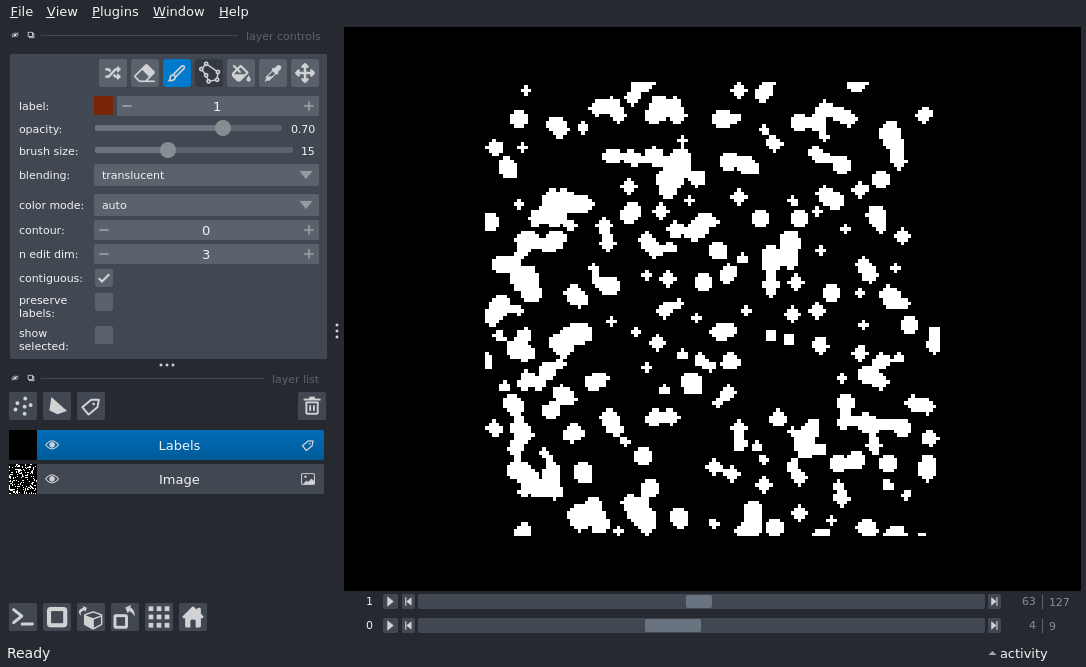 File View Plugins Window Help
layer controls
label: 1
opacity: 0.70
brush size: 15
blending: translucent
color mode: auto
contour: 0
n edit dim: 3
contiguous:
preserve
labels:
show
selected:
layer list
Labels
Image
1 63 127
0 4 9
Ready activity